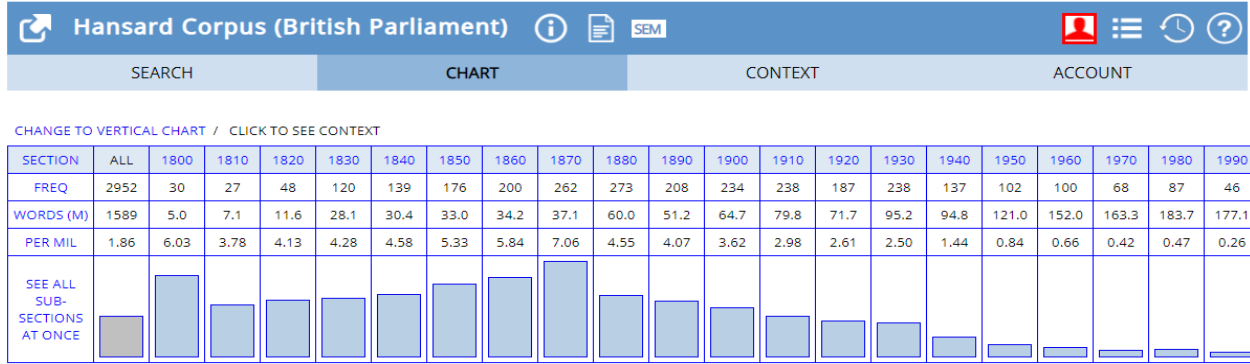 Hansard Corpus (British Parliament) SEM
SEARCH CHART CONTEXT ACCOUNT
CHANGE TO VERTICAL CHART / CLICK TO SEE CONTEXT
SECTION ALL 1800 1810 1820 1830 1840 1850 1860 1870 1880 1890 1900 1910 1920 1930 1940 1950 1960 1970 1980 1990
FREQ 2952 30 27 48 120 139 176 200 262 273 208 234 238 187 238 137 102 100 68 87 46
WORDS (M) 1589 5.0 7.1 11.6 28.1 30.4 33.0 34.2 37.1 60.0 51.2 64.7 79.8 71.7 95.2 94.8 121.0 152.0 163.3 183.7 177.1
PER MIL 1.86 6.03 3.78 4.13 4.28 4.58 5.33 5.84 7.06 4.55 4.07 3.62 2.98 2.61 2.50 1.44 0.84 0.66 0.42 0.47 0.26
SEE ALL
SUB-
SECTIONS
AT ONCE